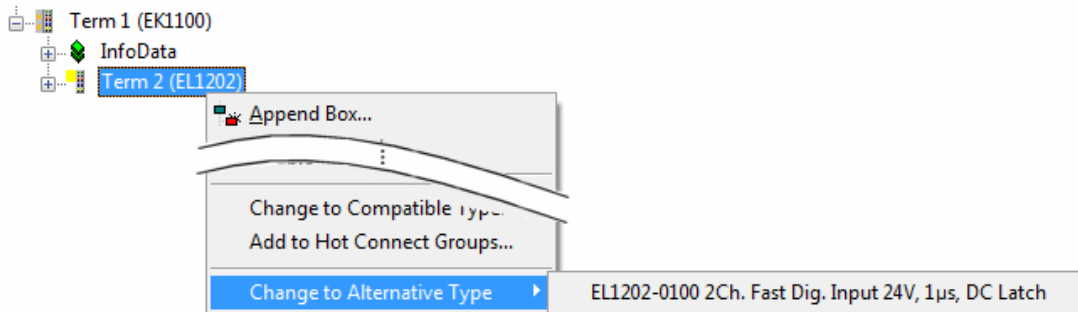 Term 1 (EK1100)
InfoData
Term 2 (EL1202)
Append Box...
Change to Compatible
Add to Hot Connect Groups...
Change to Alternative Type
EL1202-0100 2Ch. Fast Dig. Input 24V, 1µs, DC Latch